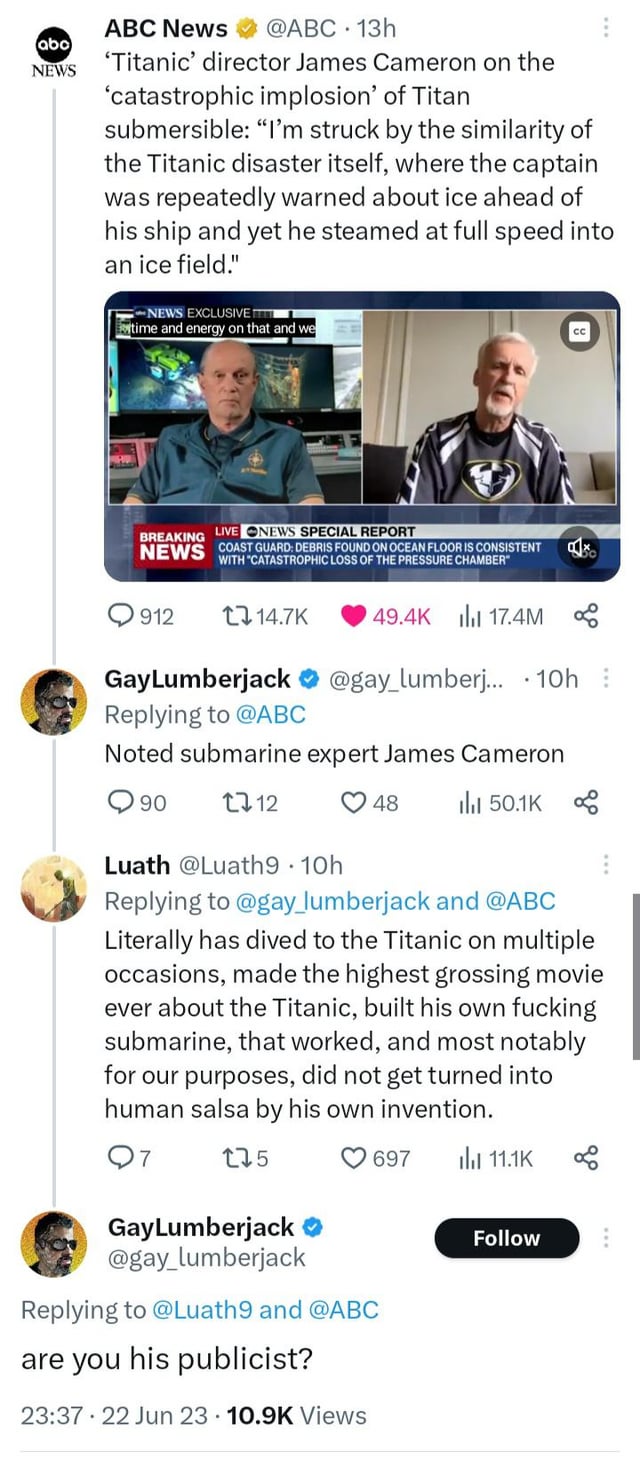 abc
NEWS
ABC News @ABC · 13h
‘Titanic’ director James Cameron on the
‘catastrophic implosion’ of Titan
submersible: “I’m struck by the similarity of
the Titanic disaster itself, where the captain
was repeatedly warned about ice ahead of
his ship and yet he steamed at full speed into
an ice field."
NEWS EXCLUSIVE
time and energy on that and we
CC
BREAKING
NEWS
LIVE abc NEWS SPECIAL REPORT
COAST GUARD: DEBRIS FOUND ON OCEAN FLOOR IS CONSISTENT
WITH "CATASTROPHIC LOSS OF THE PRESSURE CHAMBER"
912 14.7K 49.4K 17.4M
GayLumberjack @gay_lumberj... · 10h
Replying to @ABC
Noted submarine expert James Cameron
90 12 48 50.1K
Luath @Luath9 · 10h
Replying to @gay_lumberjack and @ABC
Literally has dived to the Titanic on multiple
occasions, made the highest grossing movie
ever about the Titanic, built his own fucking
submarine, that worked, and most notably
for our purposes, did not get turned into
human salsa by his own invention.
7 5 697 11.1K
GayLumberjack
@gay_lumberjack
Follow
Replying to @Luath9 and @ABC
are you his publicist?
23:37 · 22 Jun 23 · 10.9K Views